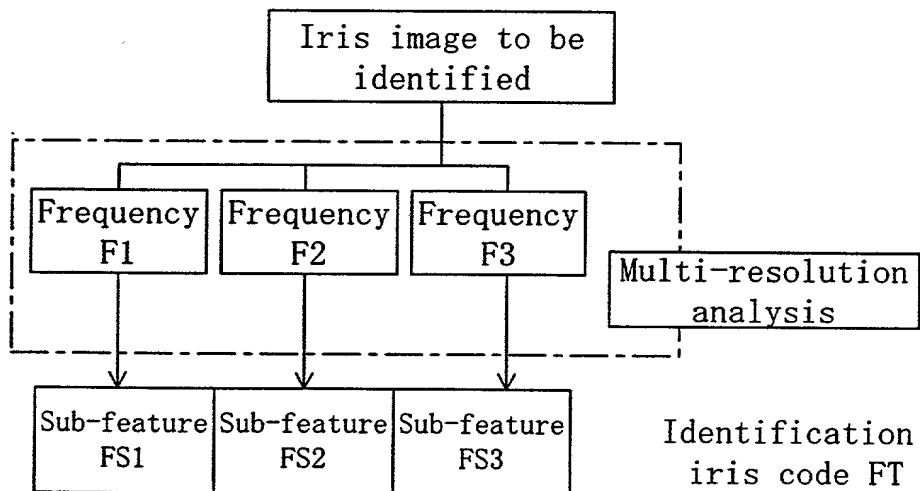 Iris image to be
identified
Frequency
F1
Frequency
F2
Frequency
F3
Multi-resolution
analysis
Sub-feature
FS1
Sub-feature
FS2
Sub-feature
FS3
Identification
iris code FT